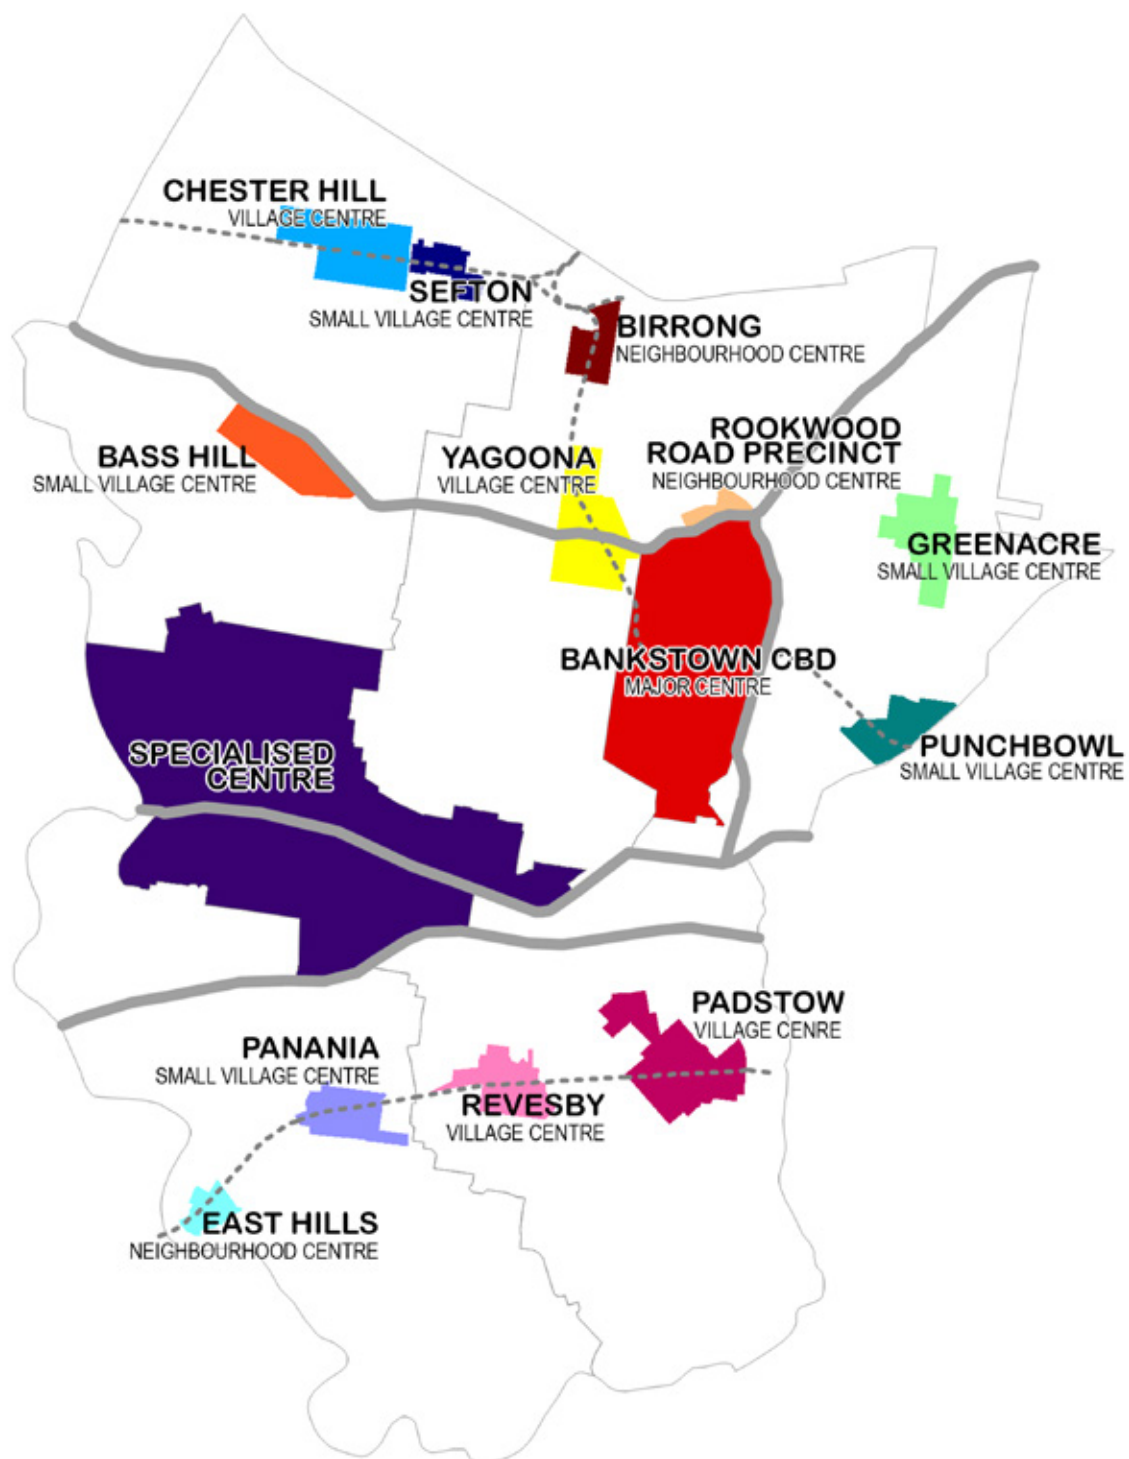 CHESTER HILL
VILLAGE CENTRE
SEFTON
SMALL VILLAGE CENTRE
BIRRONG
NEIGHBOURHOOD CENTRE
BASS HILL
SMALL VILLAGE CENTRE
YAGOONA
VILLAGE CENTRE
ROOKWOOD
ROAD PRECINCT
NEIGHBOURHOOD CENTRE
GREENACRE
SMALL VILLAGE CENTRE
BANKSTOWN CBD
MAJOR CENTRE
SPECIALISED
CENTRE
PUNCHBOWL
SMALL VILLAGE CENTRE
PADSTOW
VILLAGE CENRE
PANANIA
SMALL VILLAGE CENTRE
REVESBY
VILLAGE CENTRE
EAST HILLS
NEIGHBOURHOOD CENTRE